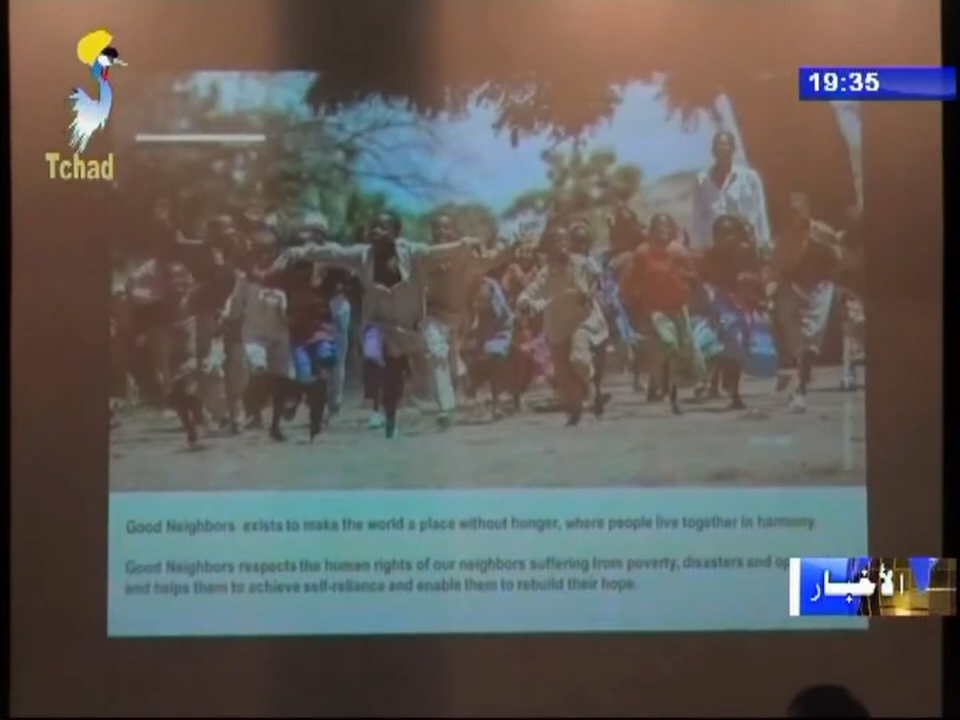 Tchad
19:35
Good Neighbors exists to make the world a place without hunger, where people live together in harmony.
Good Neighbors respects the human rights of our neighbors suffering from poverty, disasters and op
and helps them to achieve self-reliance and enable them to rebuild their hope.
الأخبار